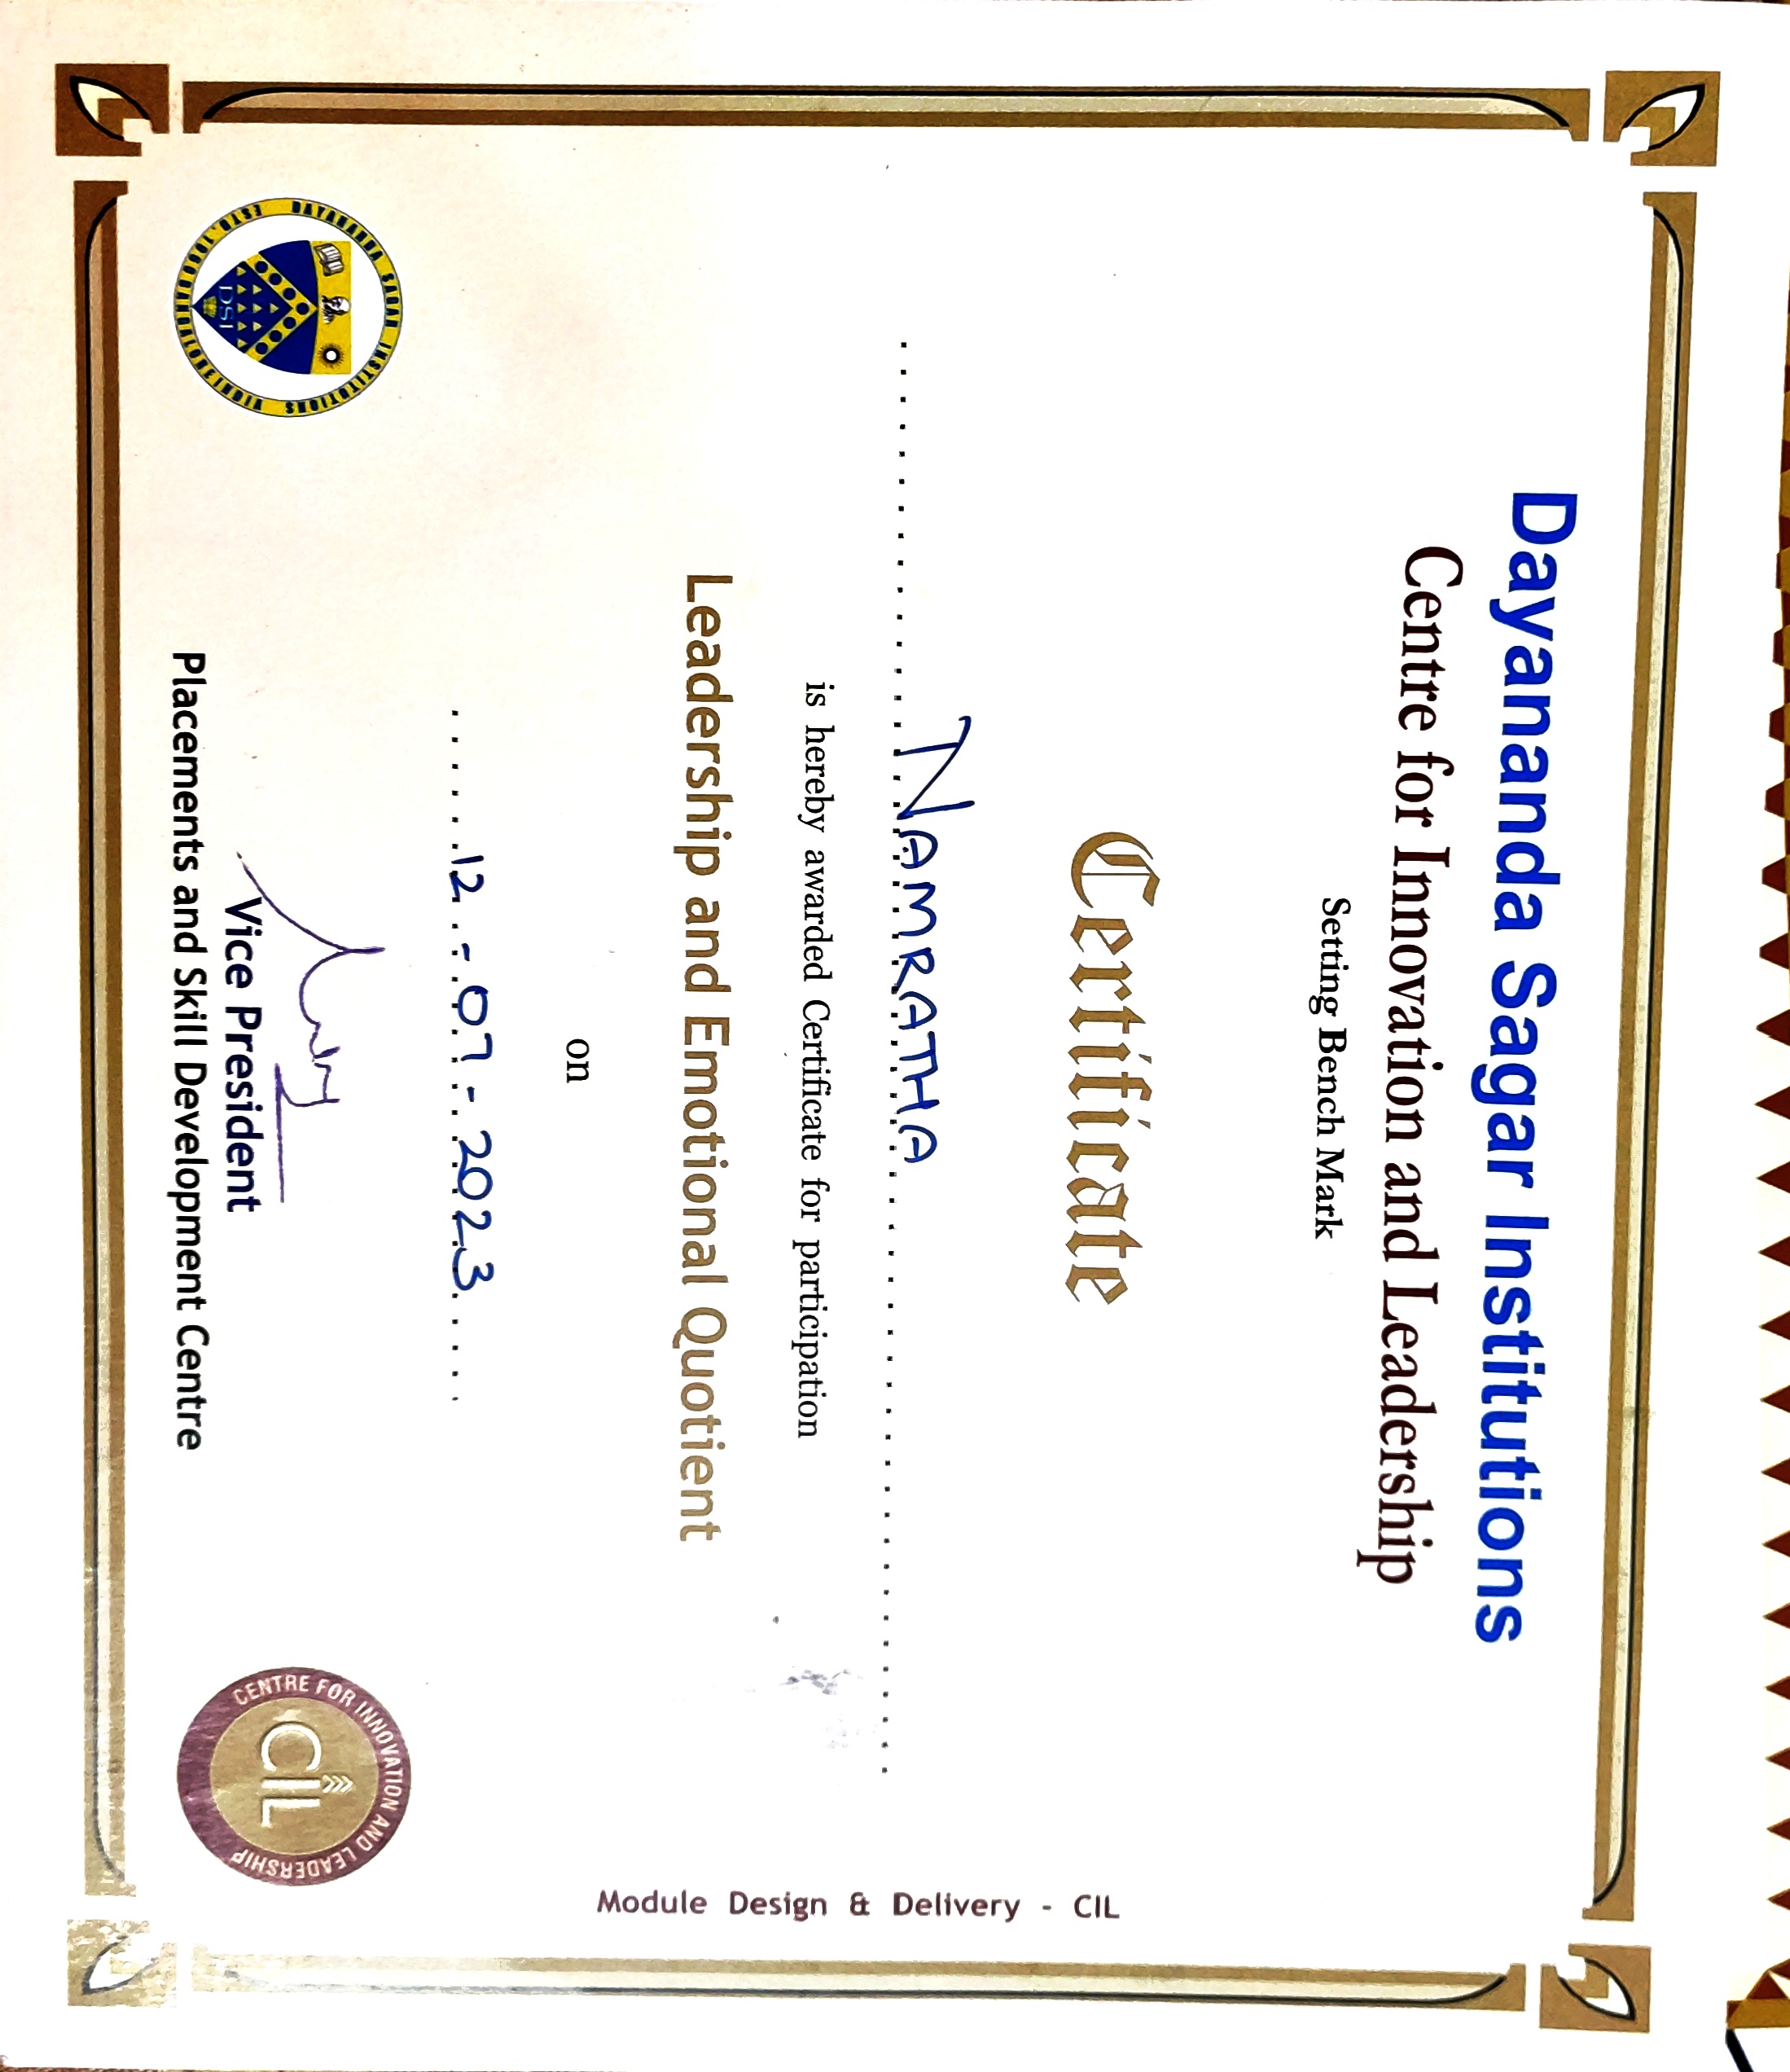 Dayananda Sagar Institutions
Centre for Innovation and Leadership
Setting Bench Mark
Certificate
NAMRATHA
is hereby awarded Certificate for participation
Leadership and Emotional Quotient
on
12-07-2023
Vice President
Placements and Skill Development Centre
DAYANANDA SAGAR INSTITUTIONS
DSI
CENTRE FOR INNOVATION AND LEADERSHIP
CIL
Module Design & Delivery - CIL